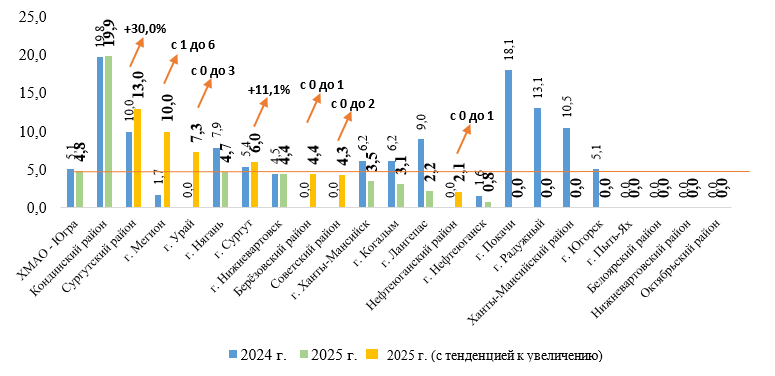 25,0
20,0
15,0
10,0
5,0
0,0
5,1
4,8
19,8
19,9
10,0
13,0
+30,0%
1,7
10,0
с 1 до 6
0,0
7,3
с 0 до 3
7,9
4,7
5,4
6,0
+11,1%
4,5
4,4
0,0
4,4
с 0 до 1
0,0
4,3
с 0 до 2
6,2
3,5
6,2
3,1
9,0
2,2
0,0
2,1
с 0 до 1
1,6
0,8
18,1
0,0
13,1
0,0
10,5
0,0
5,1
0,0
0,0
0,0
0,0
0,0
0,0
0,0
0,0
0,0
ХМАО - Югра
Кондинский район
Сургутский район
г. Мегион
г. Урай
г. Нягань
г. Сургут
г. Нижневартовск
Берёзовский район
Советский район
г. Ханты-Мансийск
г. Когалым
г. Лангепас
Нефтеюганский район
г. Нефтеюганск
г. Покачи
г. Радужный
Ханты-Мансийский район
г. Югорск
г. Пыть-Ях
Белоярский район
Нижневартовский район
Октябрьский район
2024 г.
2025 г.
2025 г. (с тенденцией к увеличению)